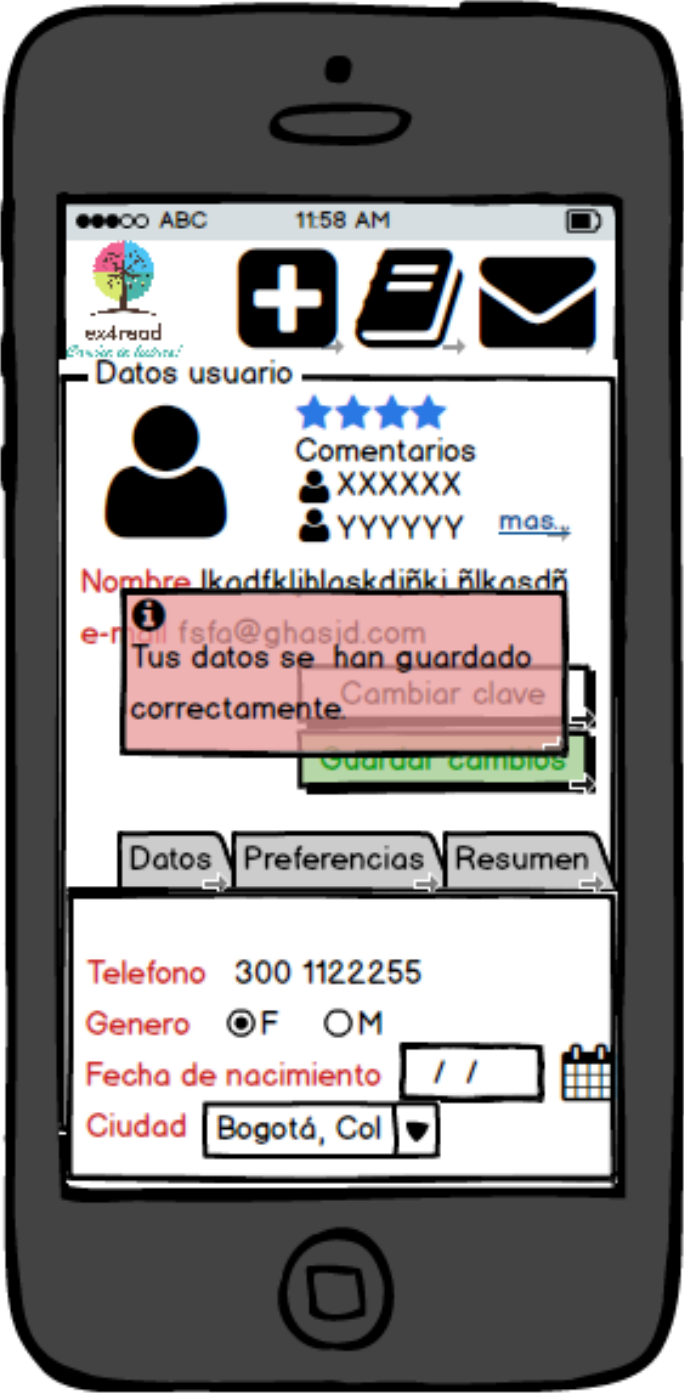 ABC 11:58 AM
ex4read
Datos usuario
Comentarios
XXXXXX
YYYYYY mas...
Nombre
e-mail fsfa@ghasjd.com
Tus datos se han guardado
correctamente.
Cambiar clave
Guardar cambios
Datos Preferencias Resumen
Telefono 300 1122255
Genero F M
Fecha de nacimiento / /
Ciudad Bogotá, Col